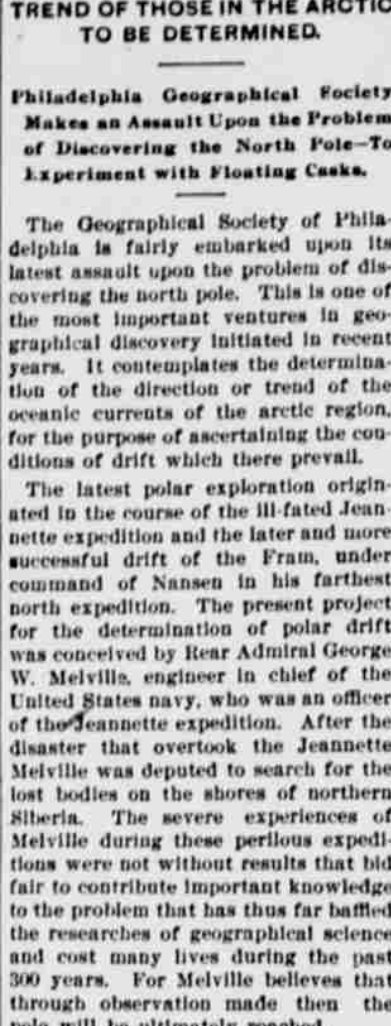 TREND OF THOSE IN THE ARCTIC
TO BE DETERMINED.
Philadelphia Geographical Society
Makes an Assault Upon the Problem
of Discovering the North Pole—To
Experiment with Floating Casks.
The Geographical Society of Phila-
delphia is fairly embarked upon its
latest assault upon the problem of dis-
covering the north pole. This is one of
the most important ventures in geo-
graphical discovery initiated in recent
years. It contemplates the determina-
tion of the direction or trend of the
oceanic currents of the arctic region,
for the purpose of ascertaining the con-
ditions of drift which there prevail.
The latest polar exploration origin-
ated in the course of the ill-fated Jean-
nette expedition and the later and more
successful drift of the Fram, under
command of Nansen in his farthest
north expedition. The present project
for the determination of polar drift
was conceived by Rear Admiral George
W. Melville, engineer in chief of the
United States navy, who was an officer
of the Jeannette expedition. After the
disaster that overtook the Jeannette
Melville was deputed to search for the
lost bodies on the shores of northern
Siberia. The severe experiences of
Melville during these perilous expedi-
tions were not without results that bid
fair to contribute important knowledge
to the problem that has thus far baffled
the researches of geographical science
and cost many lives during the past
300 years. For Melville believes that
through observation made then the
pole will be ultimately reached